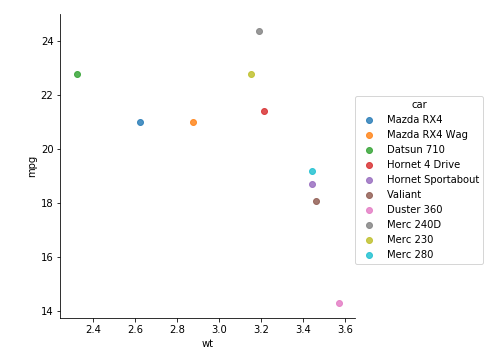 24
22
20
18
16
14
mpg
2.4 2.6 2.8 3.0 3.2 3.4 3.6
wt
car
Mazda RX4
Mazda RX4 Wag
Datsun 710
Hornet 4 Drive
Hornet Sportabout
Valiant
Duster 360
Merc 240D
Merc 230
Merc 280